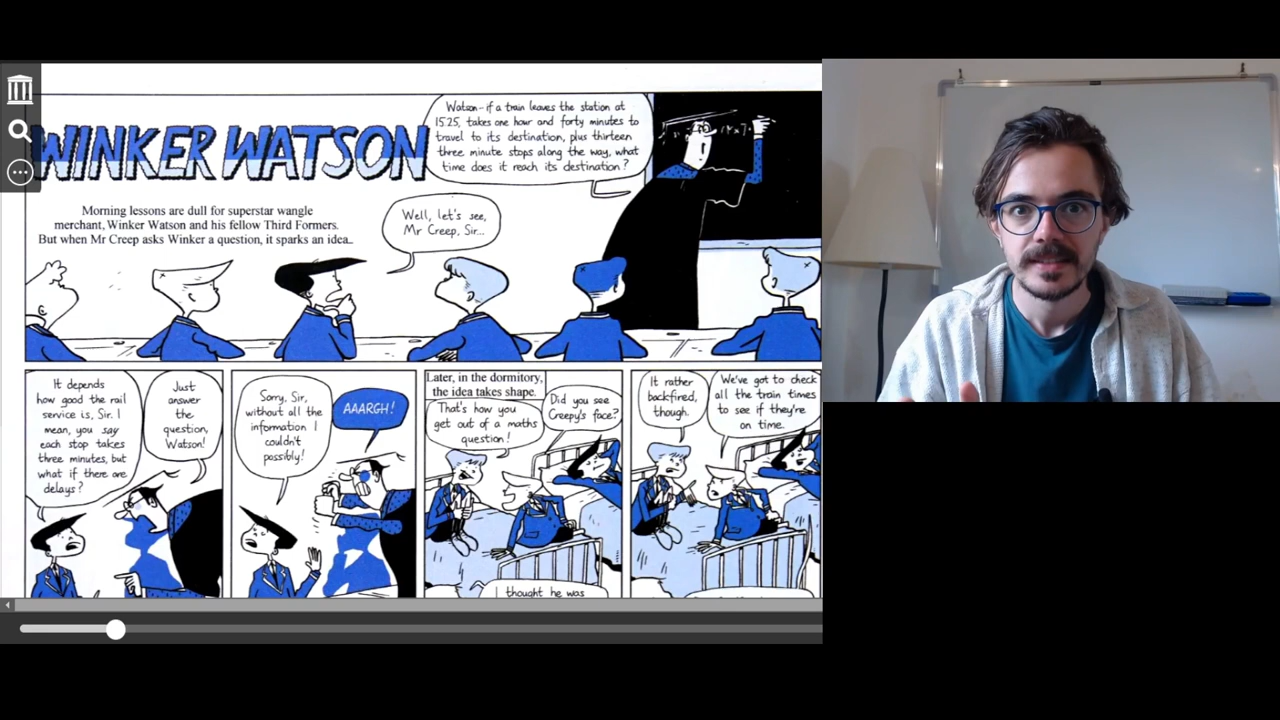 WINKER WATSON
Watson–if a train leaves the station at
15.25, takes one hour and forty minutes to
travel to its destination, plus thirteen
three minute stops along the way, what
time does it reach its destination?
Morning lessons are dull for superstar wangle
merchant, Winker Watson and his fellow Third Formers.
But when Mr Creep asks Winker a question, it sparks an idea...
Well, let's see,
Mr Creep, Sir...
It depends
how good the rail
service is, Sir. I
mean, you say
each stop takes
three minutes, but
what if there are
delays?
Just
answer
the
question,
Watson!
Sorry, Sir,
without all the
information I
couldn't
possibly!
AAARGH!
Later, in the dormitory,
the idea takes shape.
That's how you
get out of a maths
question!
Did you see
Creepy's face?
It rather
backfired,
though.
We've got to check
all the train times
to see if they're
on time.
I thought he was